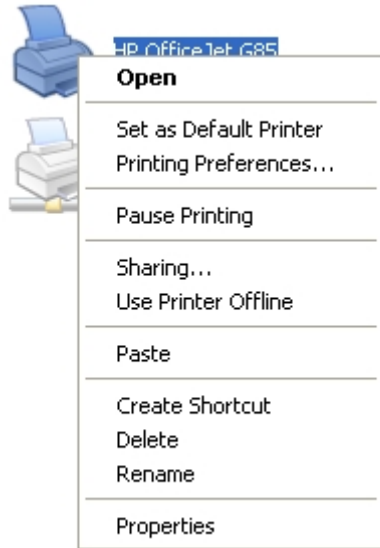 HP OfficeJet G85
Open
Set as Default Printer
Printing Preferences...
Pause Printing
Sharing...
Use Printer Offline
Paste
Create Shortcut
Delete
Rename
Properties